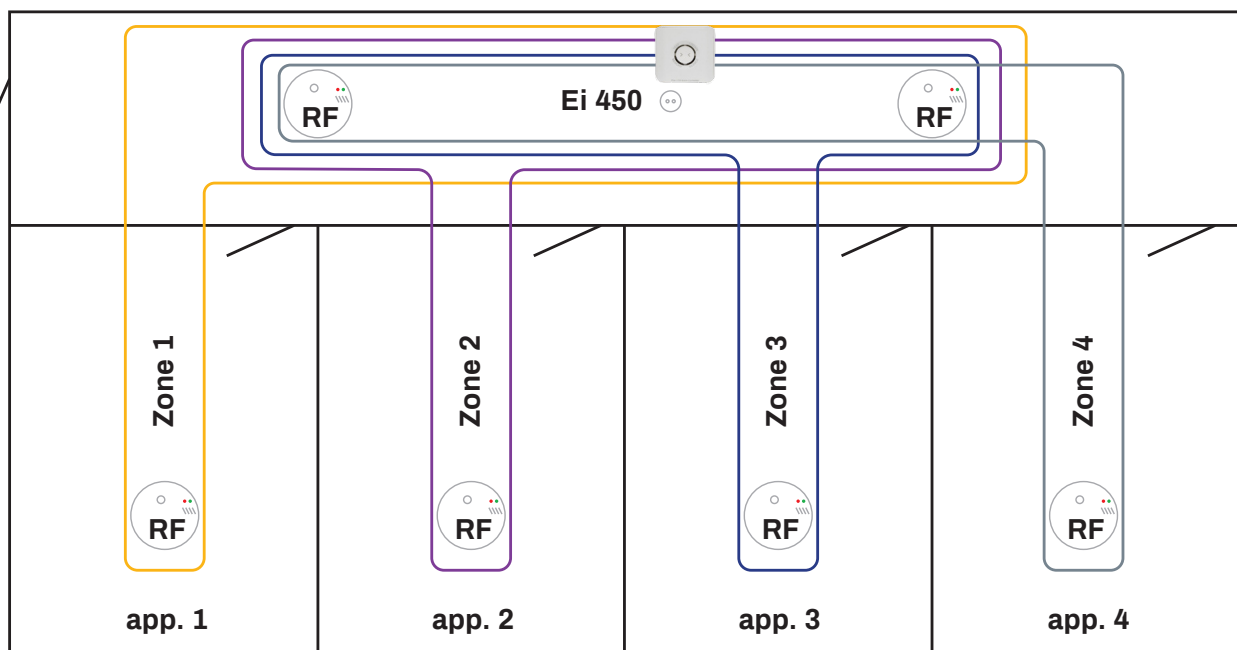 Ei 450
RF
RF
Zone 1
Zone 2
Zone 3
Zone 4
RF
RF
RF
RF
app. 1
app. 2
app. 3
app. 4